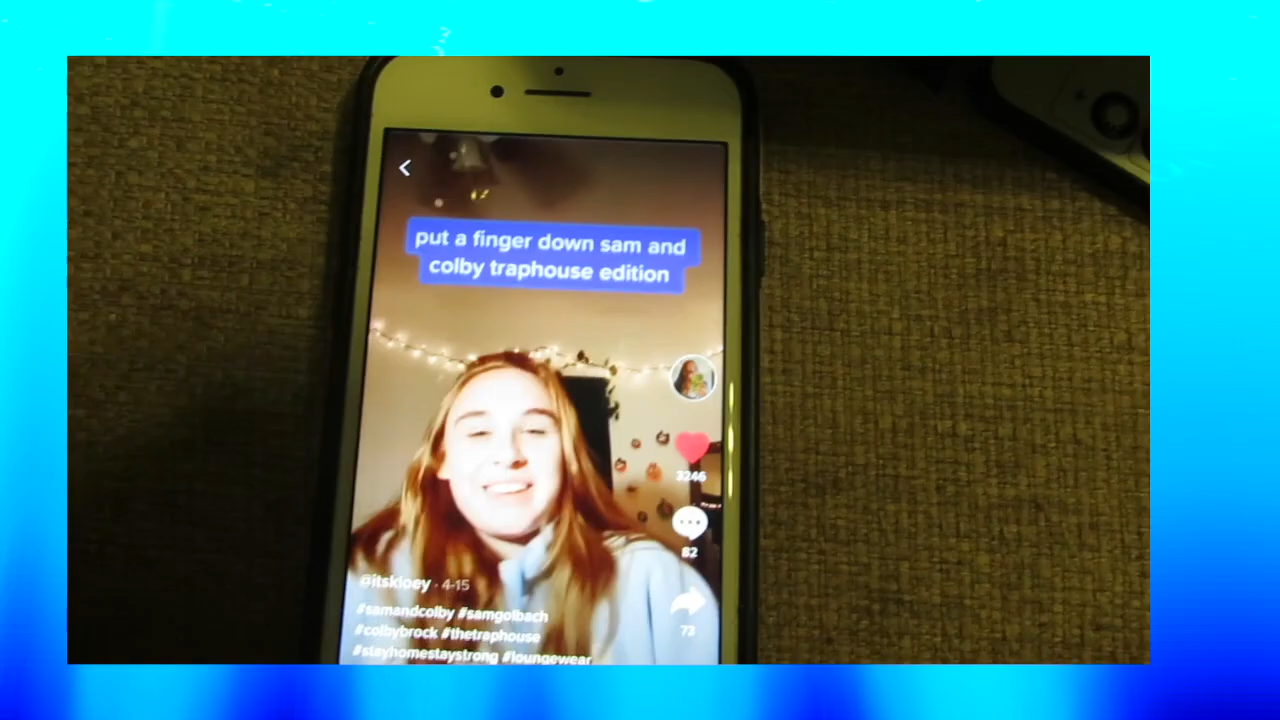 put a finger down sam and
colby traphouse edition
3246
82
@itskloey · 4-15
73
#samandcolby #samgolbach
#colbybrock #thetraphouse
#stayhomestaystrong #loungewear